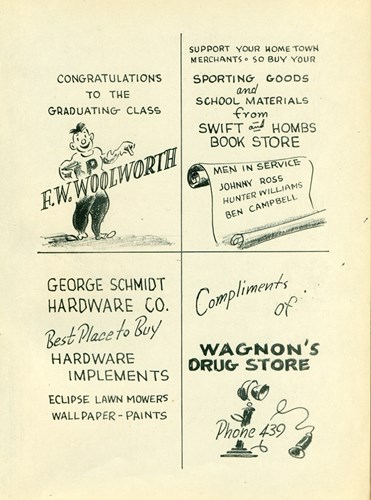 CONGRATULATIONS
TO THE
GRADUATING CLASS
P
F.W. WOOLWORTH
SUPPORT YOUR HOME TOWN
MERCHANTS - SO BUY YOUR
SPORTING GOODS
and
SCHOOL MATERIALS
from
SWIFT and HOMBS
BOOK STORE
MEN IN SERVICE
JOHNNY ROSS
HUNTER WILLIAMS
BEN CAMPBELL
GEORGE SCHMIDT
HARDWARE CO.
Best Place to Buy
HARDWARE
IMPLEMENTS
ECLIPSE LAWN MOWERS
WALLPAPER - PAINTS
Compliments
of
WAGNON'S
DRUG STORE
Phone 439